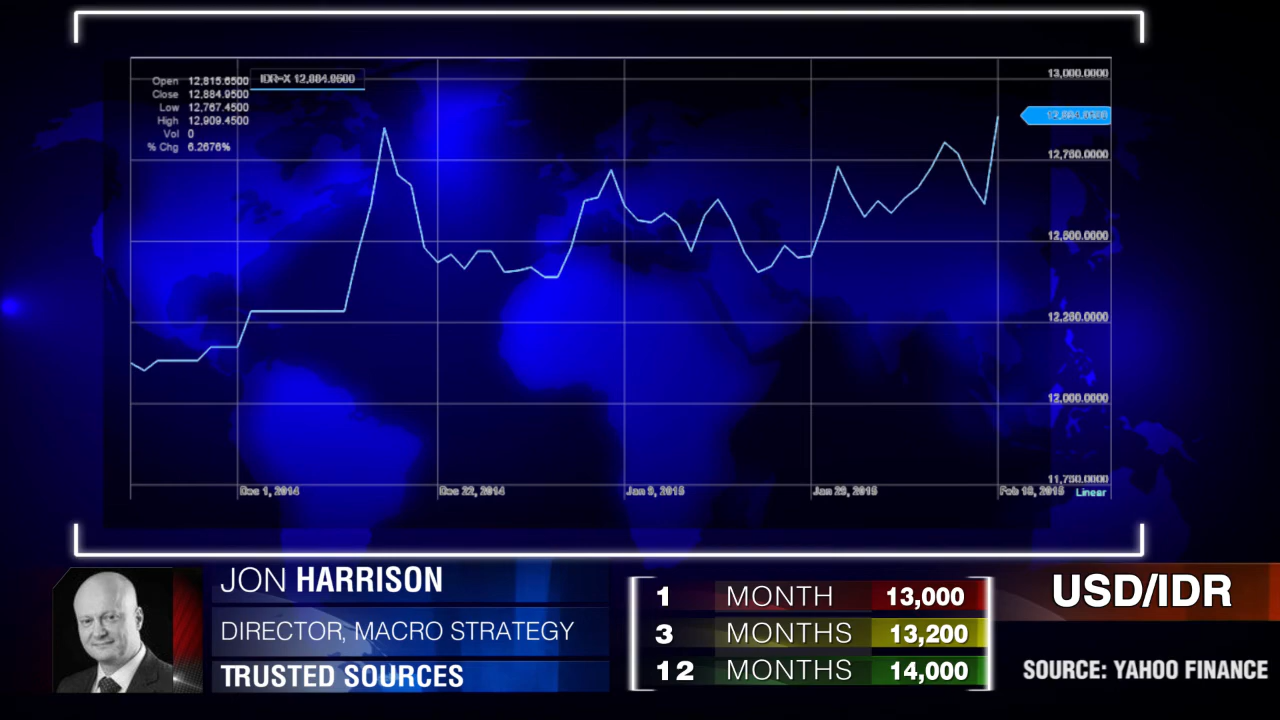 Open 12,815.6500
Close 12,884.9500
Low 12,767.4500
High 12,909.4500
Vol 0
% Chg 6.2676%
IDR=X 12,884.9500
13,000.0000
12,884.9500
12,750.0000
12,500.0000
12,250.0000
12,000.0000
11,750.0000
Dec 1, 2014
Dec 22, 2014
Jan 9, 2015
Feb 18, 2015
Linear
JON HARRISON
DIRECTOR, MACRO STRATEGY
TRUSTED SOURCES
1 MONTH 13,000
3 MONTHS 13,200
12 MONTHS 14,000
USD/IDR
SOURCE: YAHOO FINANCE